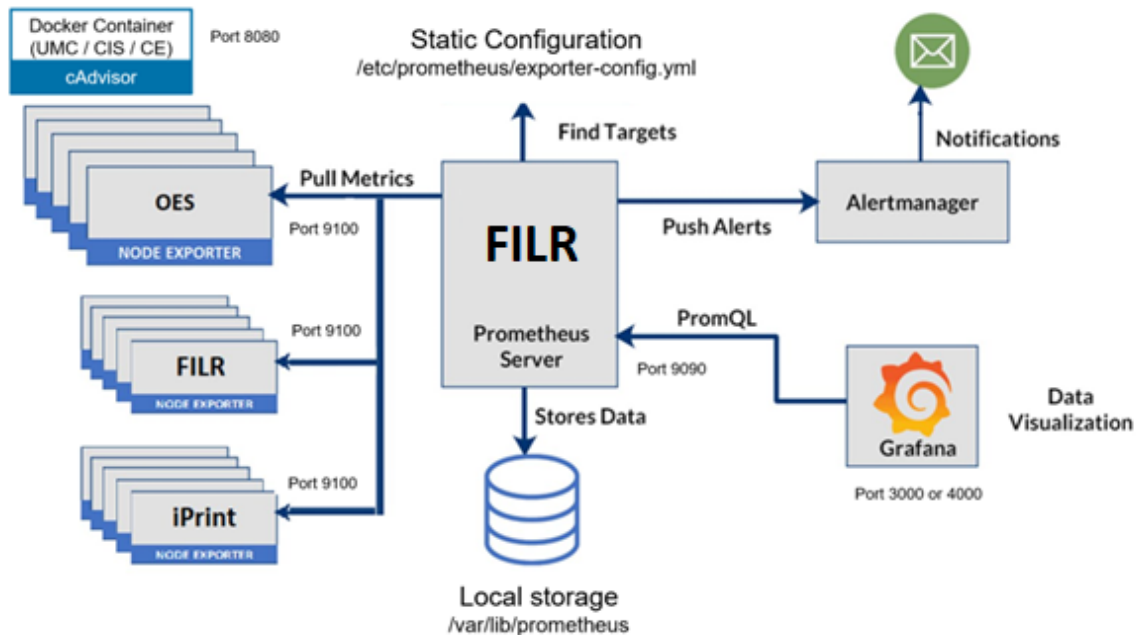 Docker Container
(UMC / CIS / CE)
cAdvisor
Port 8080
Static Configuration
/etc/prometheus/exporter-config.yml
Find Targets
Notifications
Pull Metrics
OES
NODE EXPORTER
Port 9100
FILR
Prometheus
Server
Push Alerts
Alertmanager
Port 9100
FILR
NODE EXPORTER
PromQL
Port 9090
Stores Data
Grafana
Data
Visualization
Port 3000 or 4000
Port 9100
iPrint
NODE EXPORTER
Local storage
/var/lib/prometheus